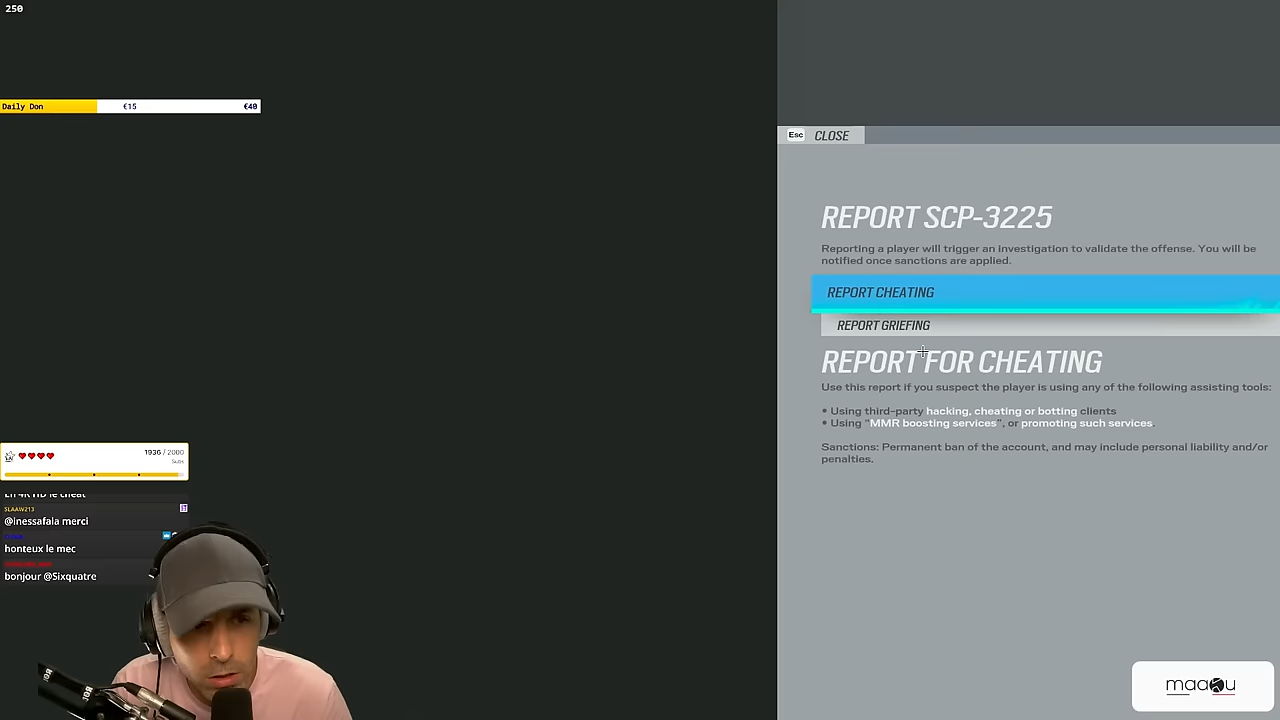 250
Daily Don €15 €40
Esc CLOSE
REPORT SCP-3225
Reporting a player will trigger an investigation to validate the offense. You will be
notified once sanctions are applied.
REPORT CHEATING
REPORT GRIEFING
REPORT FOR CHEATING
Use this report if you suspect the player is using any of the following assisting tools:
• Using third-party hacking, cheating or botting clients
• Using "MMR boosting services", or promoting such services.
Sanctions: Permanent ban of the account, and may include personal liability and/or
penalties.
1936 / 2000
Subs
SLAAW213
@inessafala merci
honteux le mec
bonjour @Sixquatre
maaou